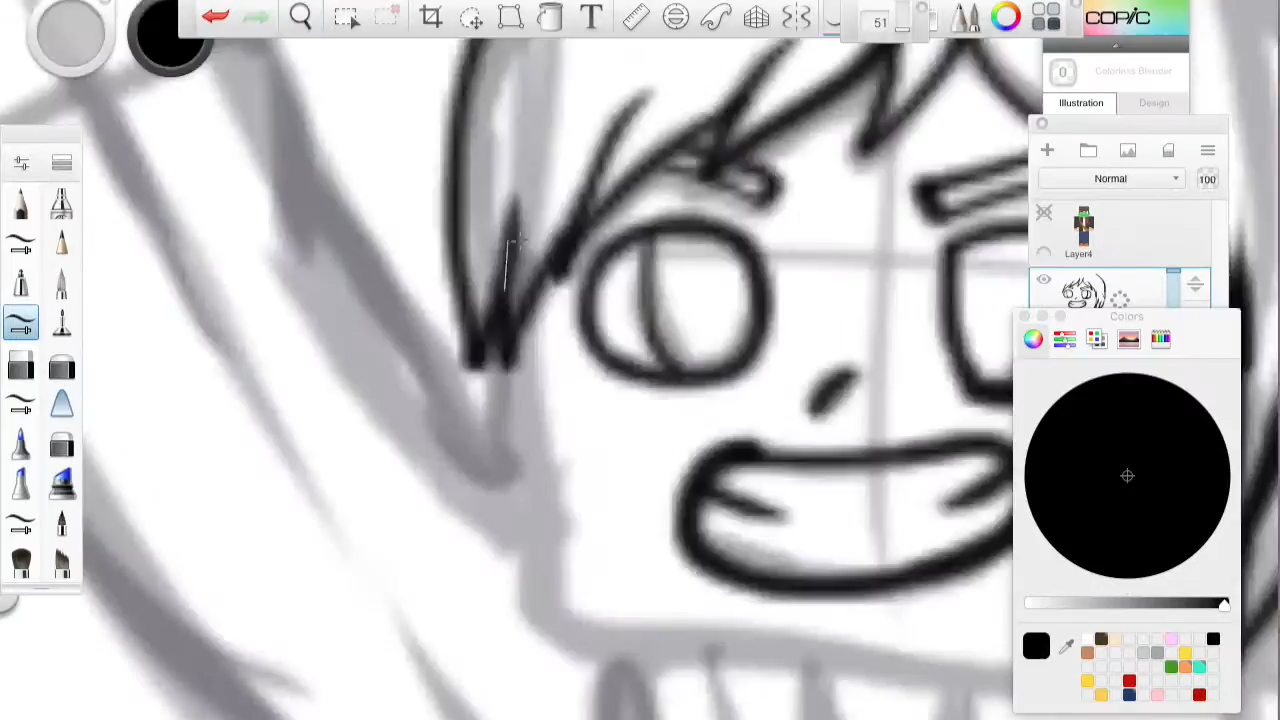 T
51
COPIC
0 Colorless Blender
Illustration Design
Normal 100
Layer4
Colors